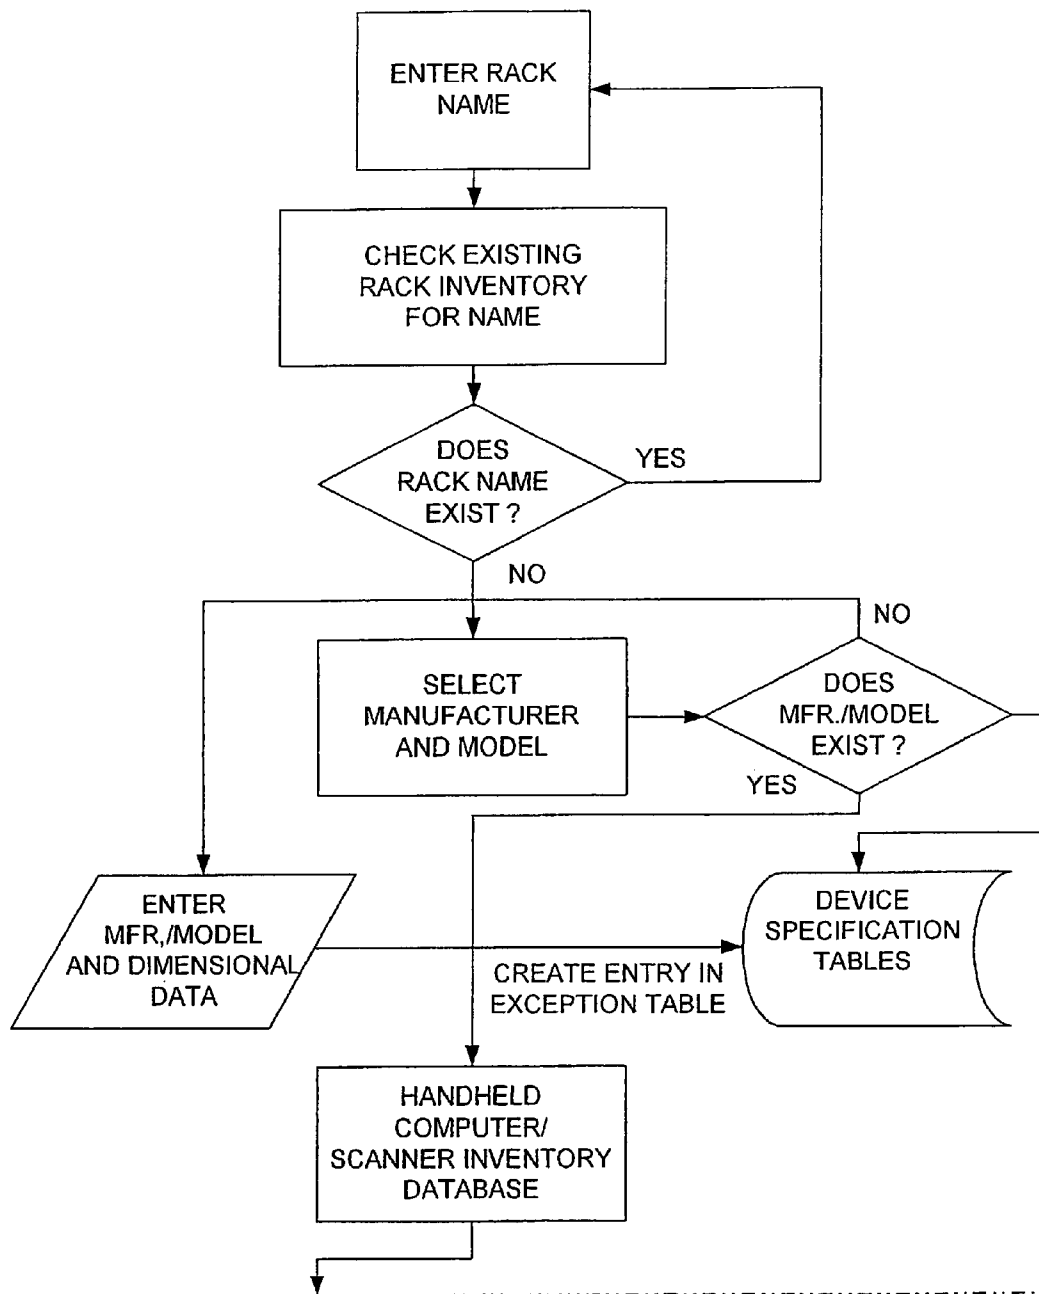 ENTER RACK
NAME
CHECK EXISTING
RACK INVENTORY
FOR NAME
DOES
RACK NAME
EXIST ?
YES
NO
SELECT
MANUFACTURER
AND MODEL
DOES
MFR./MODEL
EXIST ?
NO
YES
ENTER
MFR,/MODEL
AND DIMENSIONAL
DATA
CREATE ENTRY IN
EXCEPTION TABLE
DEVICE
SPECIFICATION
TABLES
HANDHELD
COMPUTER/
SCANNER INVENTORY
DATABASE